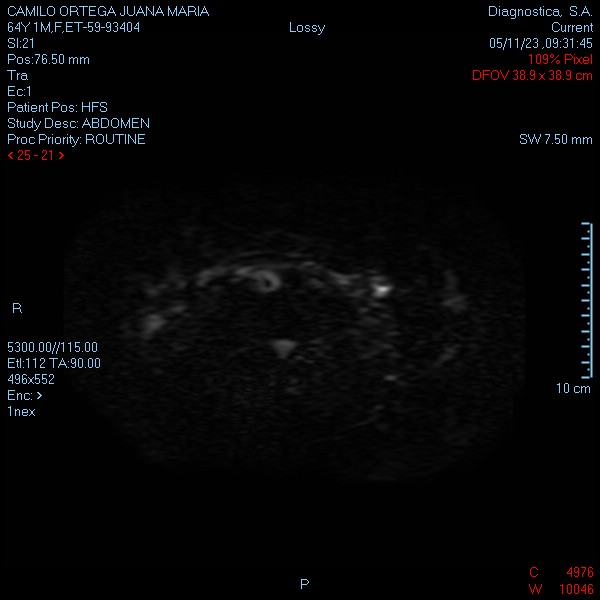 CAMILO ORTEGA JUANA MARIA
64Y 1M,F,ET-59-93404
Sl:21
Pos:76.50 mm
Tra
Ec:1
Patient Pos: HFS
Study Desc: ABDOMEN
Proc Priority: ROUTINE
< 25 - 21 >
Lossy
Diagnostica, S.A.
Current
05/11/23 ,09:31:45
109% Pixel
DFOV 38.9 x 38.9 cm
SW 7.50 mm
R
5300.00//115.00
Etl:112 TA:90.00
496x552
Enc: >
1nex
10 cm
P
C 4976
W 10046